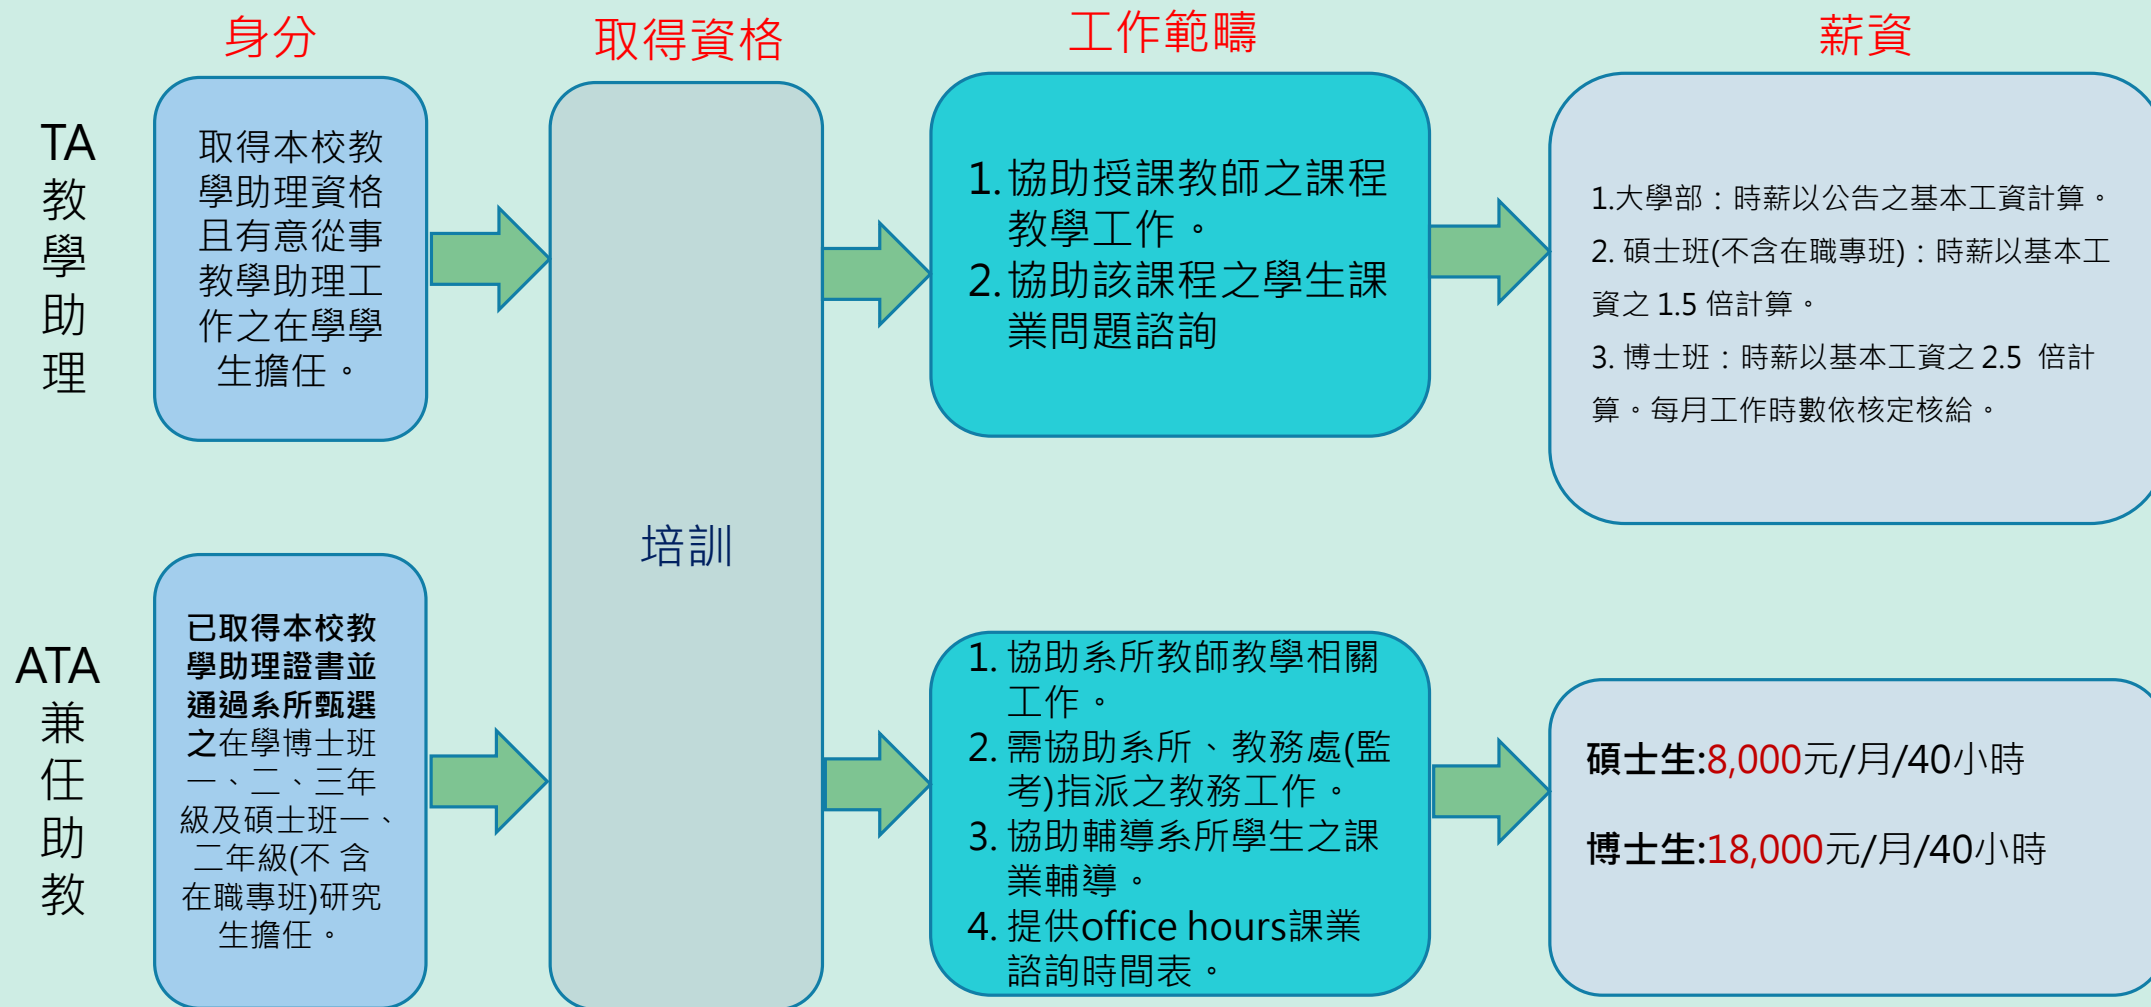 身分
取得資格
工作範疇
薪資
TA
教
學
助
理
取得本校教
學助理資格
且有意從事
教學助理工
作之在學學
生擔任。
培訓
1. 協助授課教師之課程
教學工作。
2. 協助該課程之學生課
業問題諮詢
1.大學部：時薪以公告之基本工資計算。
2. 碩士班(不含在職專班)：時薪以基本工
資之 1.5 倍計算。
3. 博士班：時薪以基本工資之 2.5 倍計
算。每月工作時數依核定核給。
ATA
兼
任
助
教
已取得本校教
學助理證書並
通過系所甄選
之在學博士班
一、二、三年
級及碩士班一、
二年級(不 含
在職專班)研究
生擔任。
1. 協助系所教師教學相關
工作。
2. 需協助系所、教務處(監
考)指派之教務工作。
3. 協助輔導系所學生之課
業輔導。
4. 提供office hours課業
諮詢時間表。
碩士生:8,000元/月/40小時
博士生:18,000元/月/40小時